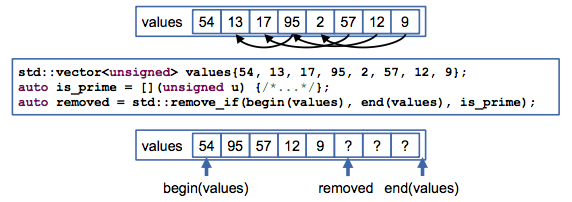 values 54 13 17 95 2 57 12 9
std::vector<unsigned> values{54, 13, 17, 95, 2, 57, 12, 9};
auto is_prime = [](unsigned u) {/*...*/};
auto removed = std::remove_if(begin(values), end(values), is_prime);
values 54 95 57 12 9 ? ? ?
begin(values) removed end(values)